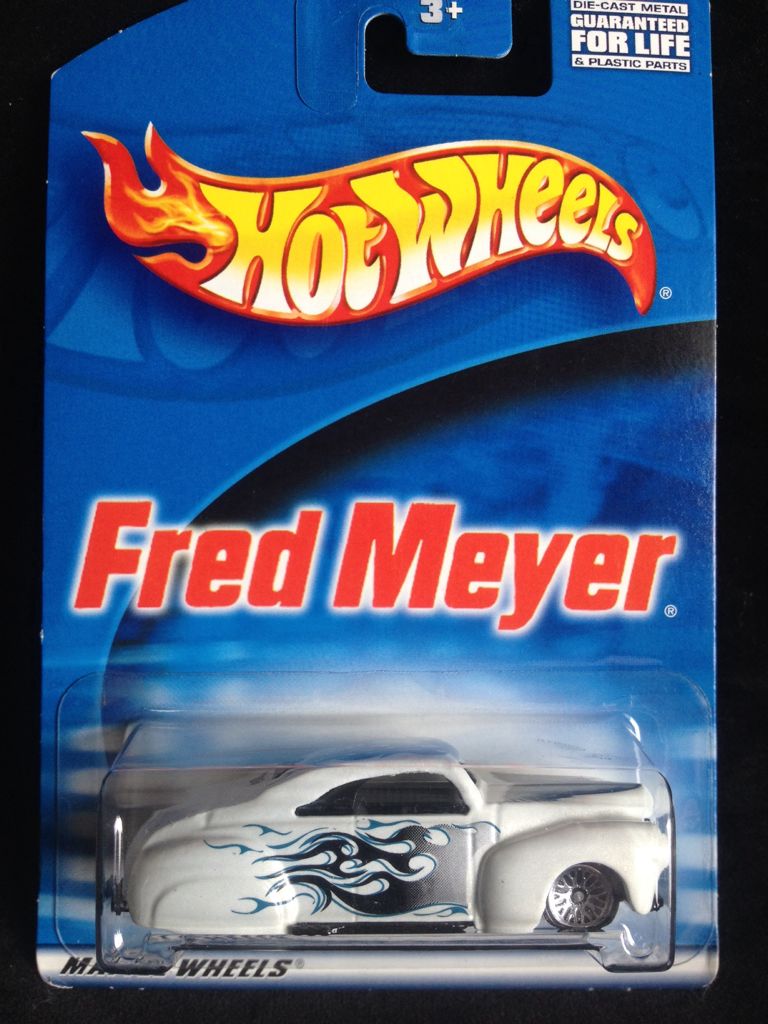 3+
DIE-CAST METAL
GUARANTEED
FOR LIFE
& PLASTIC PARTS
HOT WHEELS®
Fred Meyer®
WHEELS®